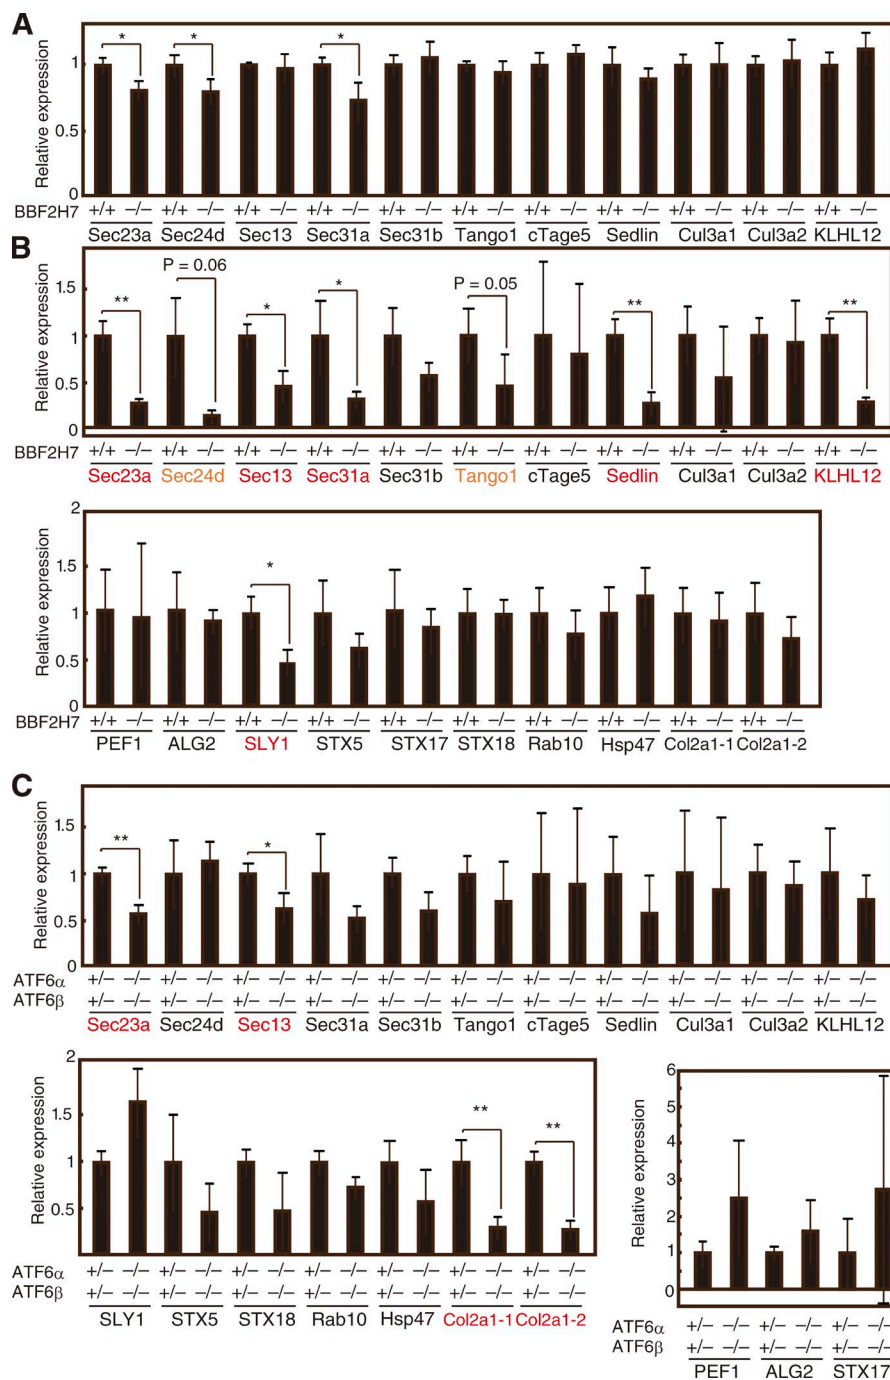 A
Relative expression
1
0.5
0
* * *
BBF2H7 +/+ −/− +/+ −/− +/+ −/− +/+ −/− +/+ −/− +/+ −/− +/+ −/− +/+ −/− +/+ −/− +/+ −/− +/+ −/−
Sec23a Sec24d Sec13 Sec31a Sec31b Tango1 cTage5 Sedlin Cul3a1 Cul3a2 KLHL12
B
Relative expression
1.5
1
0.5
0
** P = 0.06 * * P = 0.05 ** **
BBF2H7 +/+ −/− +/+ −/− +/+ −/− +/+ −/− +/+ −/− +/+ −/− +/+ −/− +/+ −/− +/+ −/− +/+ −/− +/+ −/−
Sec23a Sec24d Sec13 Sec31a Sec31b Tango1 cTage5 Sedlin Cul3a1 Cul3a2 KLHL12
Relative expression
2
1.5
1
0.5
0
*
BBF2H7 +/+ −/− +/+ −/− +/+ −/− +/+ −/− +/+ −/− +/+ −/− +/+ −/− +/+ −/− +/+ −/− +/+ −/−
PEF1 ALG2 SLY1 STX5 STX17 STX18 Rab10 Hsp47 Col2a1-1 Col2a1-2
C
Relative expression
1.5
1
0.5
0
** *
ATF6α +/− −/− +/− −/− +/− −/− +/− −/− +/− −/− +/− −/− +/− −/− +/− −/− +/− −/− +/− −/− +/− −/−
ATF6β +/− −/− +/− −/− +/− −/− +/− −/− +/− −/− +/− −/− +/− −/− +/− −/− +/− −/− +/− −/− +/− −/−
Sec23a Sec24d Sec13 Sec31a Sec31b Tango1 cTage5 Sedlin Cul3a1 Cul3a2 KLHL12
Relative expression
2
1.5
1
0.5
** **
ATF6α +/− −/− +/− −/− +/− −/− +/− −/− +/− −/− +/− −/− +/− −/−
ATF6β +/− −/− +/− −/− +/− −/− +/− −/− +/− −/− +/− −/− +/− −/−
SLY1 STX5 STX18 Rab10 Hsp47 Col2a1-1 Col2a1-2
Relative expression
6
5
4
3
2
1
0
ATF6α +/− −/− +/− −/− +/− −/−
ATF6β +/− −/− +/− −/− +/− −/−
PEF1 ALG2 STX17